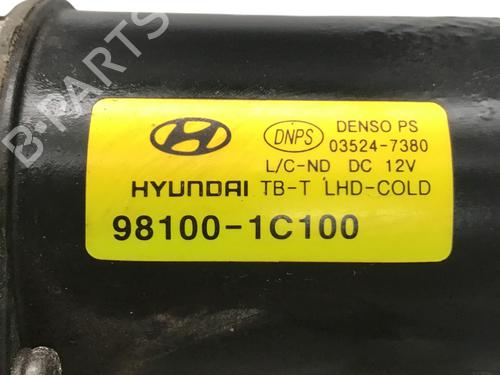 DNPS DENSO PS
03524-7380
L/C-ND DC 12V
HYUNDAI TB-T LHD-COLD
98100-1C100
B-PARTS